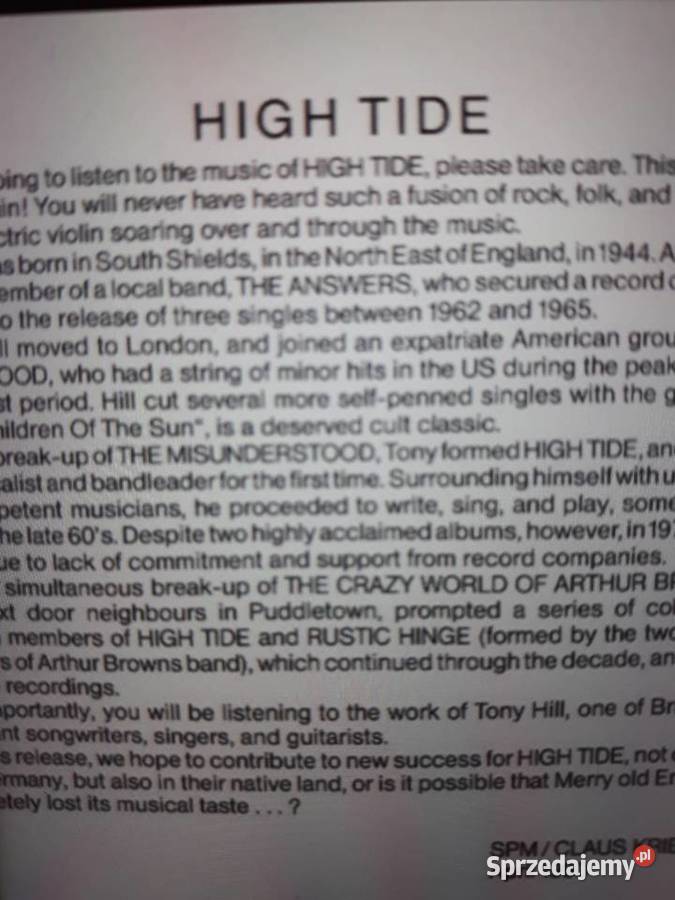 HIGH TIDE
oing to listen to the music of HIGH TIDE, please take care. This
in! You will never have heard such a fusion of rock, folk, and
ctric violin soaring over and through the music.
as born in South Shields, in the North East of England, in 1944. A
ember of a local band, THE ANSWERS, who secured a record
o the release of three singles between 1962 and 1965.
ll moved to London, and joined an expatriate American grou
OOD, who had a string of minor hits in the US during the peak
st period. Hill cut several more self-penned singles with the g
hildren Of The Sun", is a deserved cult classic.
break-up of THE MISUNDERSTOOD, Tony formed HIGH TIDE, an
alist and bandleader for the first time. Surrounding himself with u
petent musicians, he proceeded to write, sing, and play, some
he late 60's. Despite two highly acclaimed albums, however, in 197
ue to lack of commitment and support from record companies.
simultaneous break-up of THE CRAZY WORLD OF ARTHUR BR
xt door neighbours in Puddletown, prompted a series of col
members of HIGH TIDE and RUSTIC HINGE (formed by the two
s of Arthur Browns band), which continued through the decade, an
recordings.
portantly, you will be listening to the work of Tony Hill, one of Bri
nt songwriters, singers, and guitarists.
s release, we hope to contribute to new success for HIGH TIDE, not
ermany, but also in their native land, or is it possible that Merry old En
etely lost its musical taste . . . ?
SPM / CLAUS KRIE
Sprzedajemy.pl